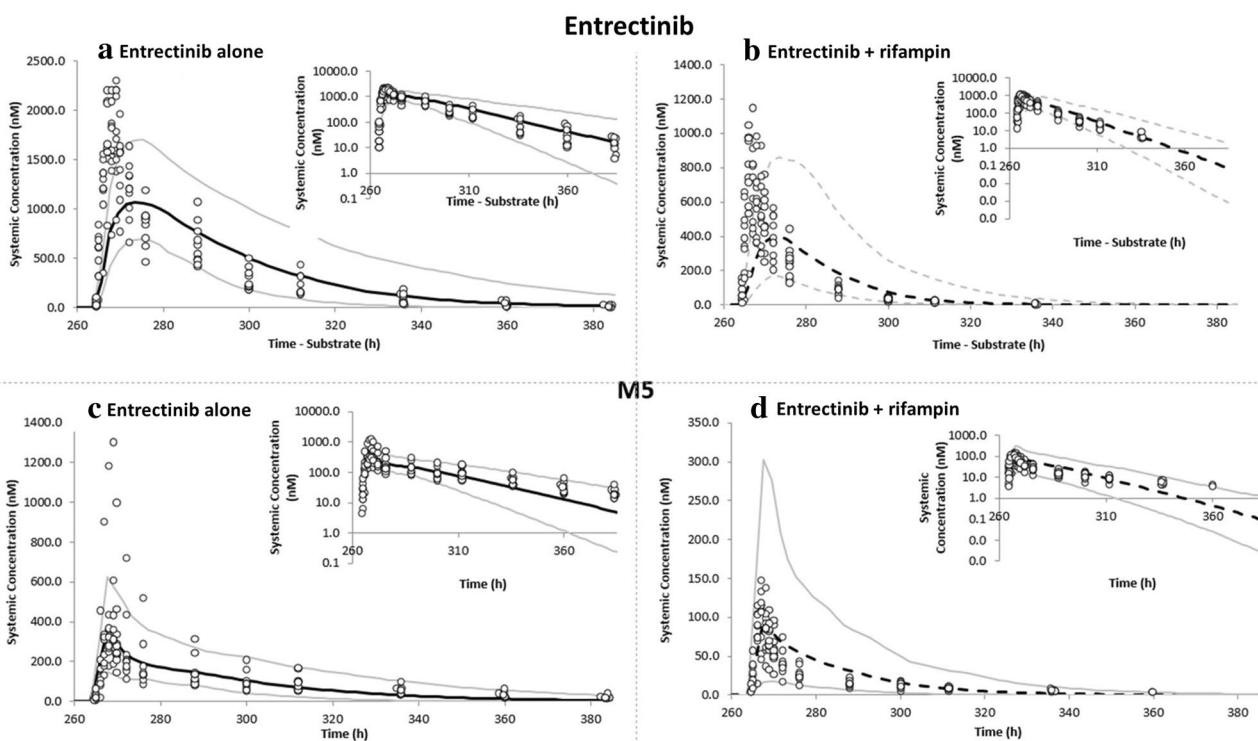 Entrectinib
a Entrectinib alone
2500.0
2000.0
1500.0
1000.0
500.0
0.0
Systemic Concentration (nM)
260 280 300 320 340 360 380
Time - Substrate (h)
10000.0
1000.0
100.0
10.0
1.0
0.1
Systemic Concentration
(nM)
260 310 360
Time - Substrate (h)
b Entrectinib + rifampin
1400.0
1200.0
1000.0
800.0
600.0
400.0
200.0
0.0
Systemic Concentration (nM)
260 280 300 320 340 360 380
Time - Substrate (h)
10000.0
1000.0
100.0
10.0
1.0
0.1
0.0
0.0
0.0
Systemic Concentration
(nM)
260 310 360
Time - Substrate (h)
M5
c Entrectinib alone
1400.0
1200.0
1000.0
800.0
600.0
400.0
200.0
0.0
Systemic Concentration (nM)
260 280 300 320 340 360 380
Time (h)
10000.0
1000.0
100.0
10.0
1.0
0.1
Systemic Concentration
(nM)
260 310 360
Time (h)
d Entrectinib + rifampin
350.0
300.0
250.0
200.0
150.0
100.0
50.0
0.0
Systemic Concentration (nM)
260 280 300 320 340 360 380
Time (h)
1000.0
100.0
10.0
1.0
0.1
0.0
0.0
Systemic
Concentration (nM)
260 310 360
Time (h)